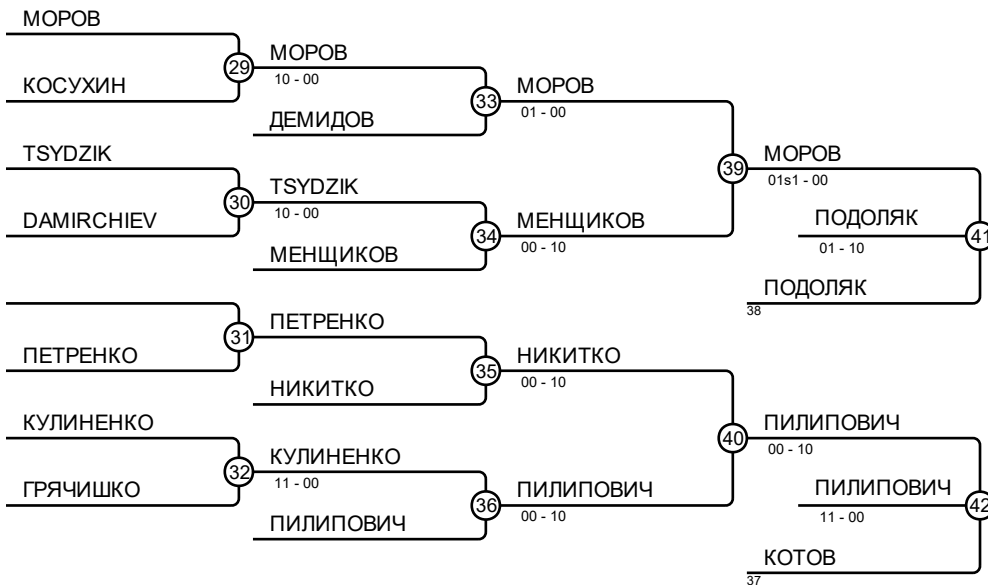 МОРОВ
29
МОРОВ
10 - 00
КОСУХИН
33
МОРОВ
01 - 00
ДЕМИДОВ
TSYDZIK
39
МОРОВ
01s1 - 00
30
TSYDZIK
10 - 00
DAMIRCHIEV
34
МЕНЩИКОВ
00 - 10
ПОДОЛЯК
01 - 10
41
МЕНЩИКОВ
ПОДОЛЯК
38
31
ПЕТРЕНКО
ПЕТРЕНКО
35
НИКИТКО
00 - 10
НИКИТКО
КУЛИНЕНКО
40
ПИЛИПОВИЧ
00 - 10
32
КУЛИНЕНКО
11 - 00
ГРЯЧИШКО
36
ПИЛИПОВИЧ
00 - 10
ПИЛИПОВИЧ
11 - 00
42
ПИЛИПОВИЧ
КОТОВ
37